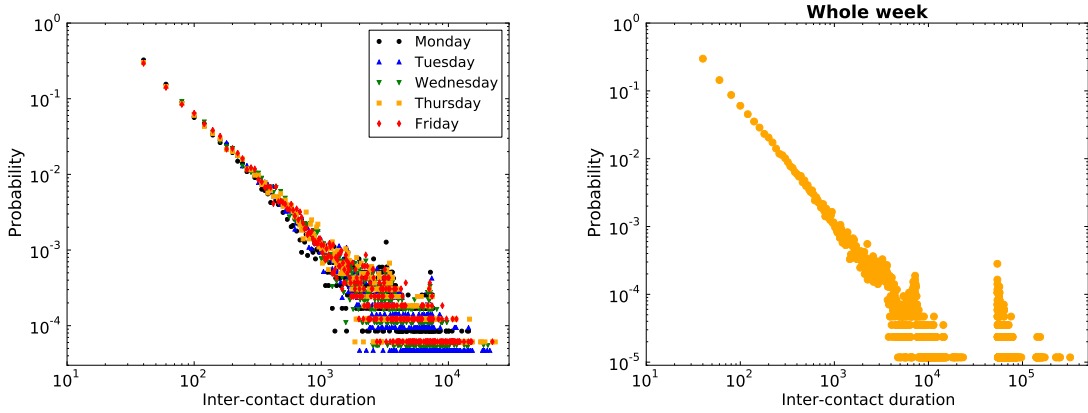 10^0
10^-1
10^-2
10^-3
10^-4
10^1
10^2
10^3
10^4
Probability
Inter-contact duration
Monday
Tuesday
Wednesday
Thursday
Friday
Whole week
10^0
10^-1
10^-2
10^-3
10^-4
10^-5
10^1
10^2
10^3
10^4
10^5
Probability
Inter-contact duration